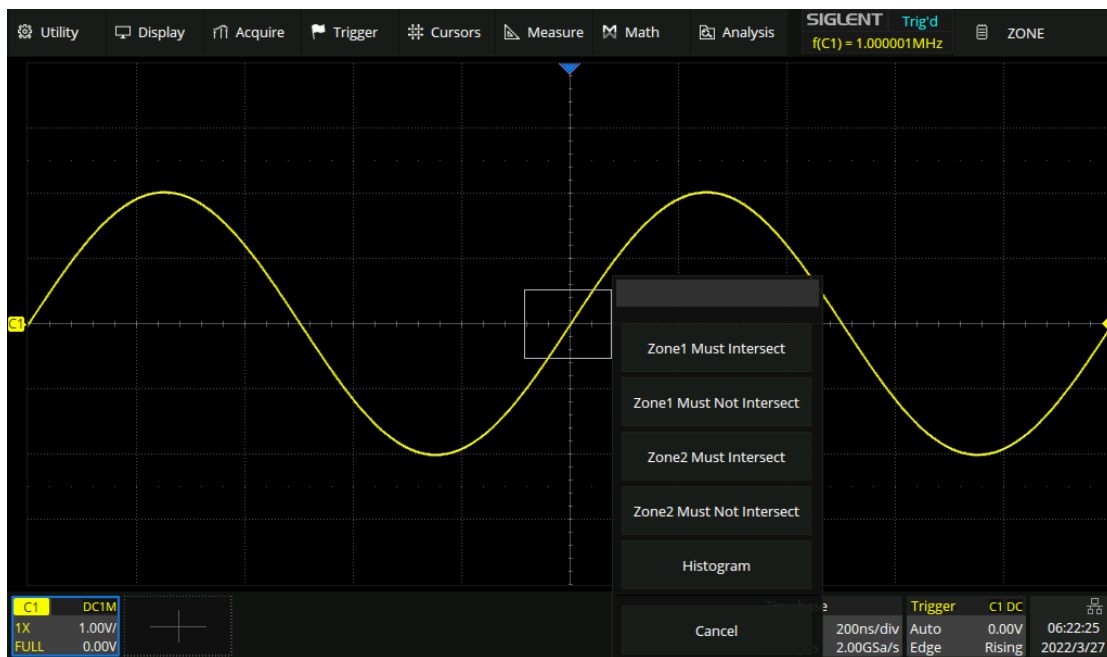 Utility
Display
Acquire
Trigger
Cursors
Measure
Math
Analysis
SIGLENT Trig'd
f(C1) = 1.000001MHz
ZONE
C1
Zone1 Must Intersect
Zone1 Must Not Intersect
Zone2 Must Intersect
Zone2 Must Not Intersect
Histogram
Cancel
C1 DC1M
1X 1.00V/
FULL 0.00V
200ns/div
2.00GSa/s
Trigger C1 DC
Auto 0.00V
Edge Rising
06:22:25
2022/3/27